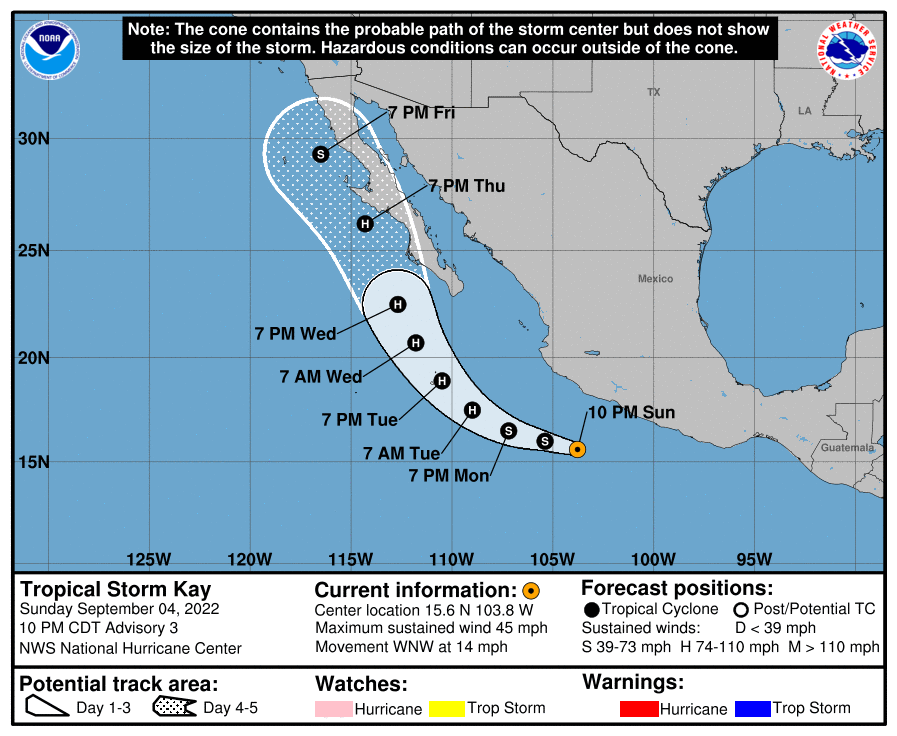 Note: The cone contains the probable path of the storm center but does not show
the size of the storm. Hazardous conditions can occur outside of the cone.
NOAA
NATIONAL WEATHER SERVICE
TX
LA
7 PM Fri
30N
7 PM Thu
25N
Mexico
7 PM Wed
20N
7 AM Wed
7 PM Tue
10 PM Sun
7 AM Tue
Guatemala
15N
7 PM Mon
S
H
H
H
H
H
S
S
125W 120W 115W 110W 105W 100W 95W
Tropical Storm Kay
Sunday September 04, 2022
10 PM CDT Advisory 3
NWS National Hurricane Center
Current information:
Center location 15.6 N 103.8 W
Maximum sustained wind 45 mph
Movement WNW at 14 mph
Forecast positions:
Tropical Cyclone Post/Potential TC
Sustained winds: D < 39 mph
S 39-73 mph H 74-110 mph M > 110 mph
Potential track area:
Day 1-3 Day 4-5
Watches:
Hurricane Trop Storm
Warnings:
Hurricane Trop Storm